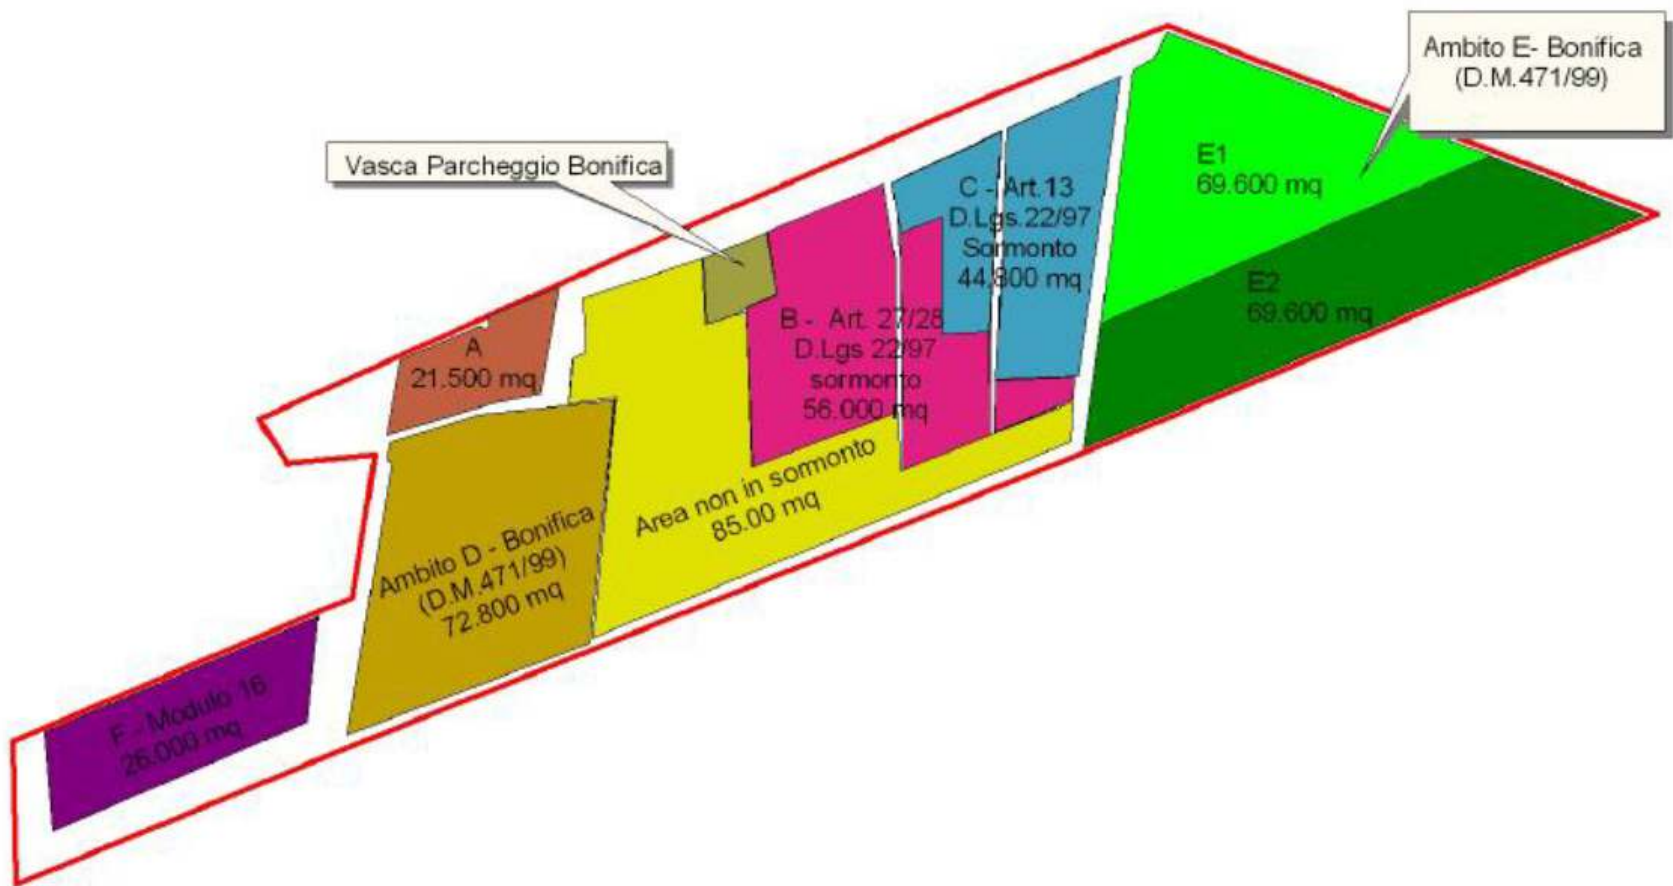 Ambito E- Bonifica
(D.M.471/99)
Vasca Parcheggio Bonifica
E1
69.600 mq
C - Art.13
D.Lgs.22/97
Sormonto
44.800 mq
E2
69.600 mq
B - Art. 27/28
D.Lgs 22/97
sormonto
56.000 mq
A
21.500 mq
Area non in sormonto
85.00 mq
Ambito D - Bonifica
(D.M.471/99)
72.800 mq
F - Modulo 16
26.000 mq